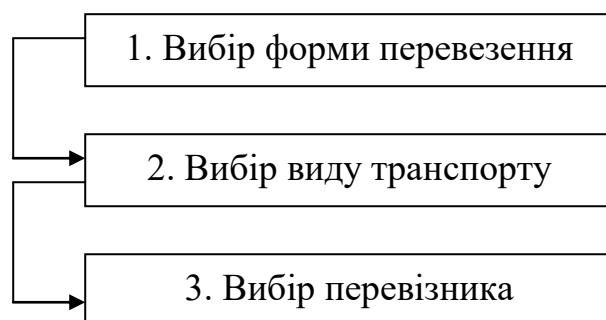 1. Вибір форми перевезення
2. Вибір виду транспорту
3. Вибір перевізника